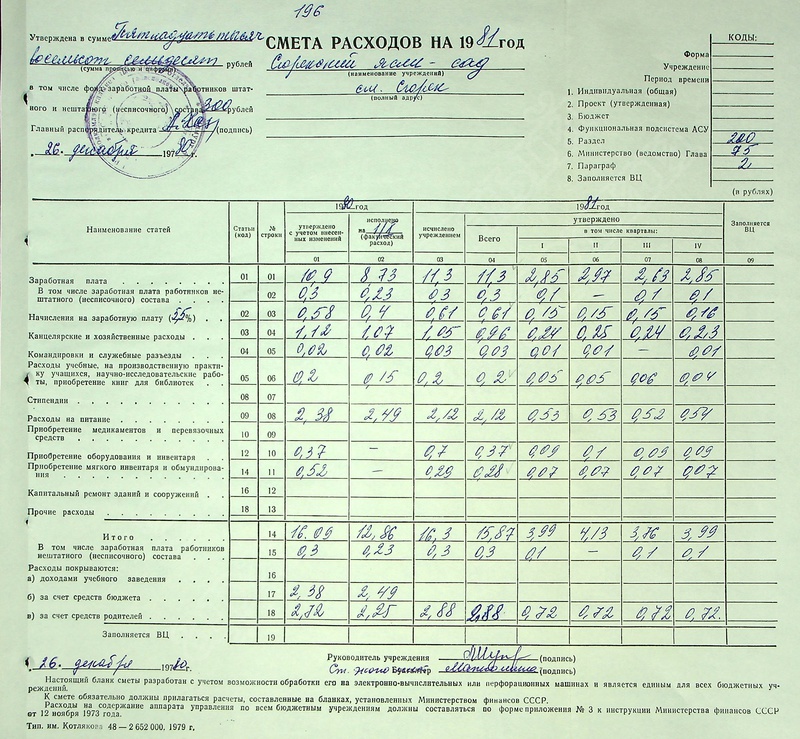 196
Утверждена в сумме Пятнадцать тысяч
восемьсот семьдесят рублей
(сумма прописью и цифрами)
в том числе фонд заработной платы работников штат-
ного и нештатного (несписочного) состава 300 рублей
Главный распорядитель кредита (подпись)
„ 26 “ декабря 1980 г.
СМЕТА РАСХОДОВ НА 1981 год
Сгорекский ясли-сад
(наименование учреждений)
(полный адрес)
КОДЫ:
Форма
Учреждение
Период времени
1. Индивидуальная (общая)
2. Проект (утвержденная)
3. Бюджет
4. Функциональная подсистема АСУ
5. Раздел 200
6. Министерство (ведомство) Глава 75
7. Параграф 2
8. Заполняется ВЦ
(в рублях)
Наименование статей
Статьи (код)
№ строки
1980 год
утверждено с учетом внесенных изменений
исполнено на (фактический расход)
1981 год
исчислено учреждением
утверждено
Всего
в том числе кварталы:
I II III IV
Заполняется ВЦ
01 02 03 04 05 06 07 08 09
Заработная плата 01 01 10,9 8,73 11,3 11,3 2,85 2,97 2,63 2,85
В том числе заработная плата работников не-
штатного (несписочного) состава 02 0,3 0,23 0,3 0,3 0,1 – 0,1 0,1
Начисления на заработную плату (5,5%) 02 03 0,58 0,4 0,61 0,61 0,15 0,15 0,15 0,16
Канцелярские и хозяйственные расходы 03 04 1,12 1,07 1,05 0,96 0,24 0,25 0,24 0,23
Командировки и служебные разъезды 04 05 0,02 0,02 0,03 0,03 0,01 0,01 – 0,01
Расходы учебные, на производственную практи-
ку учащихся, научно-исследовательские рабо-
ты, приобретение книг для библиотек 05 06 0,2 0,15 0,2 0,2 0,05 0,05 0,06 0,04
Стипендии 08 07
Расходы на питание 09 08 2,38 2,49 2,12 2,12 0,53 0,53 0,52 0,54
Приобретение медикаментов и перевязочных
средств 10 09
Приобретение оборудования и инвентаря 12 10 0,37 – 0,7 0,37 0,09 0,1 0,09 0,09
Приобретение мягкого инвентаря и обмундирова-
ния 14 11 0,52 – 0,29 0,28 0,07 0,07 0,07 0,07
Капитальный ремонт зданий и сооружений 16 12
Прочие расходы 18 13
Итого 14 16.09 12,86 16,3 15,87 3,99 4,13 3,76 3,99
В том числе заработная плата работников
нештатного (несписочного) состава 15 0,3 0,23 0,3 0,3 0,1 – 0,1 0,1
Расходы покрываются:
а) доходами учебного заведения 16
б) за счет средств бюджета 17 2,38 2,49
в) за счет средств родителей 18 2,72 2,25 2,88 2,88 0,72 0,72 0,72 0,72.
Заполняется ВЦ 19
„ 26. “ декабря 1980 г.
Руководитель учреждения (подпись)
Ст. (подпись)
Настоящий бланк сметы разработан с учетом возможности обработки его на электронно-вычислительных или перфорационных машинах и является единым для всех бюджетных уч-
реждений.
К смете обязательно должны прилагаться расчеты, составленные на бланках, установленных Министерством финансов СССР.
Расходы на содержание аппарата управления по всем бюджетным учреждениям должны составляться по форме приложения № 3 к инструкции Министерства финансов СССР
от 12 ноября 1973 года.
Тип. им. Котлякова 48—2 652 000, 1979 г,